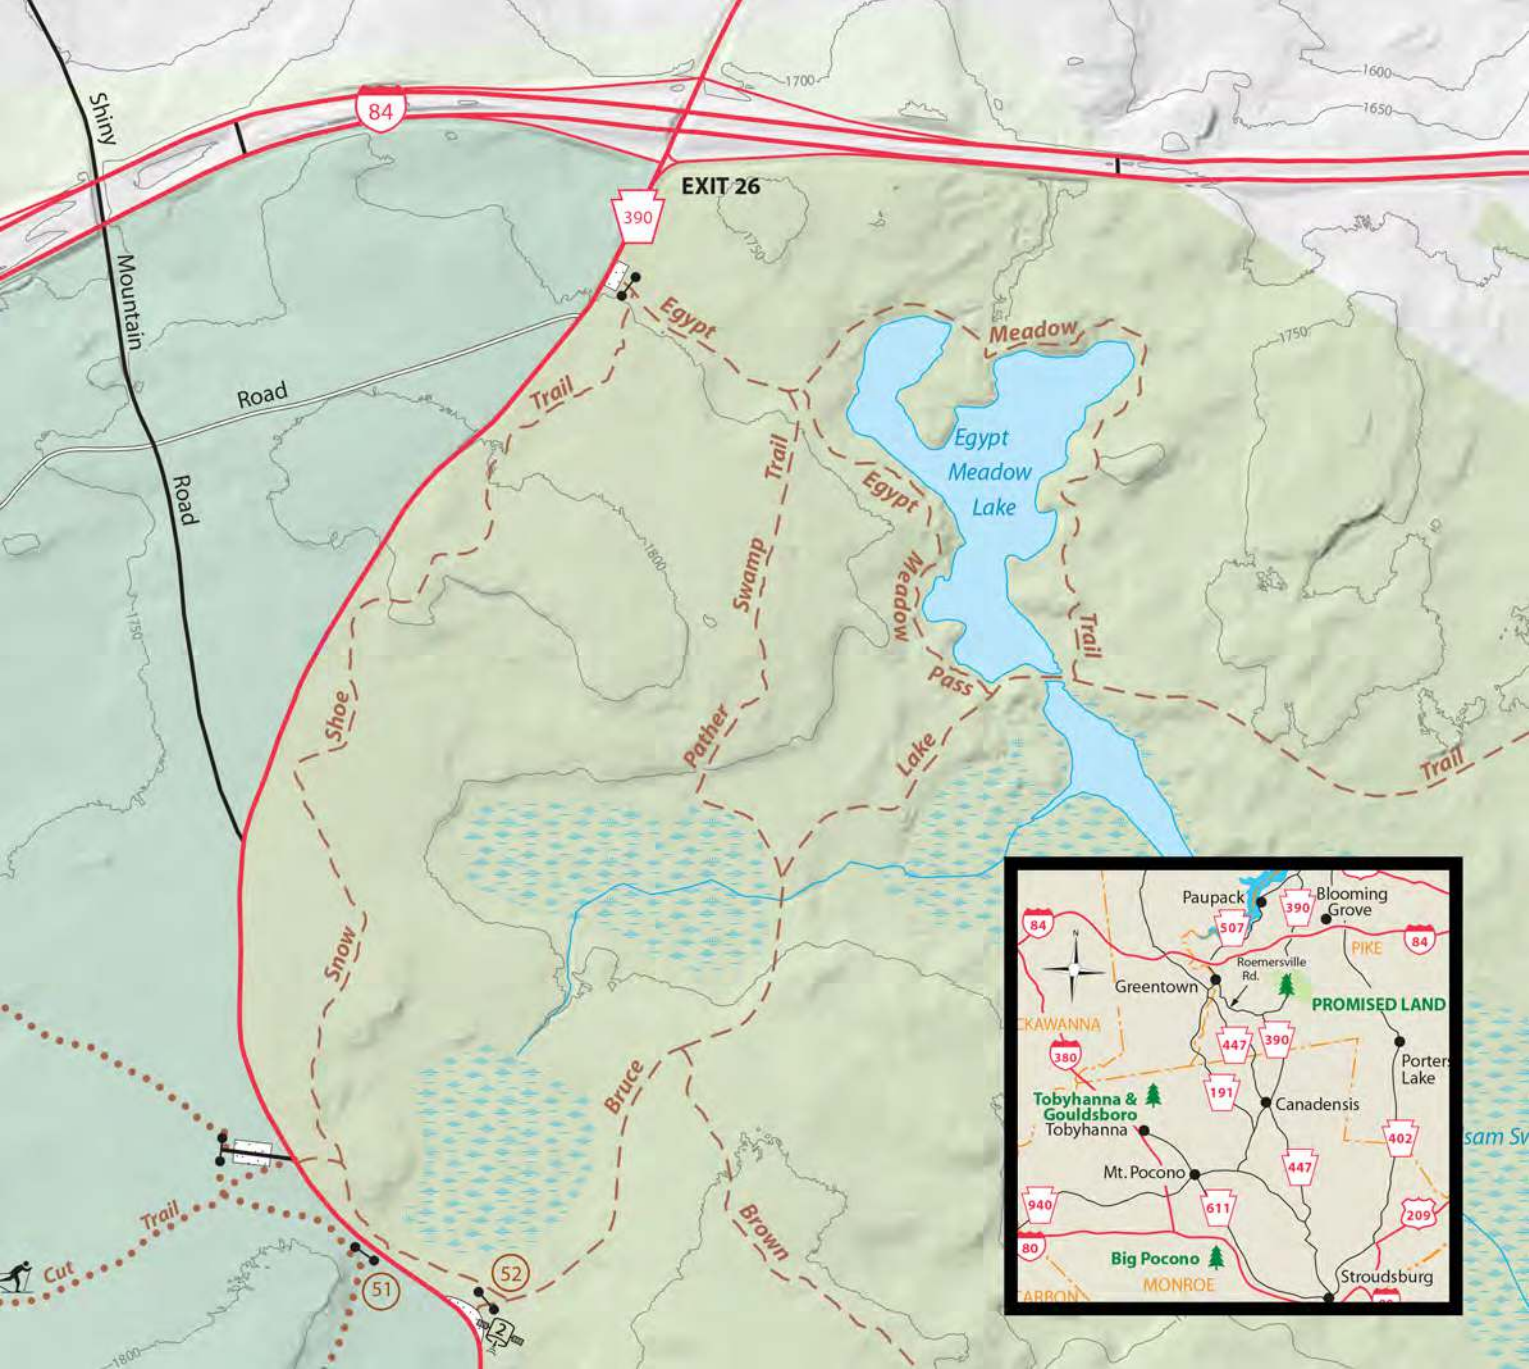 1700
1600
1650
84
Shiny
EXIT 26
390
1750
Mountain
Egypt
Meadow
1750
Road
Trail
Egypt
Meadow
Lake
Trail
Egypt
Road
1800
Swamp
Meadow
1750
Trail
Pass
Shoe
Pather
Lake
Trail
Snow
Bruce
Brown
Trail
Cut
51
52
2
1800
sam Sw
Paupack
390
Blooming
Grove
507
84
N
PIKE
84
Roemersville
Rd.
Greentown
PROMISED LAND
CKAWANNA
447
390
380
Porters
Lake
191
Tobyhanna &
Gouldsboro
Tobyhanna
Canadensis
402
Mt. Pocono
447
940
611
209
80
Big Pocono
MONROE
Stroudsburg
ARBON